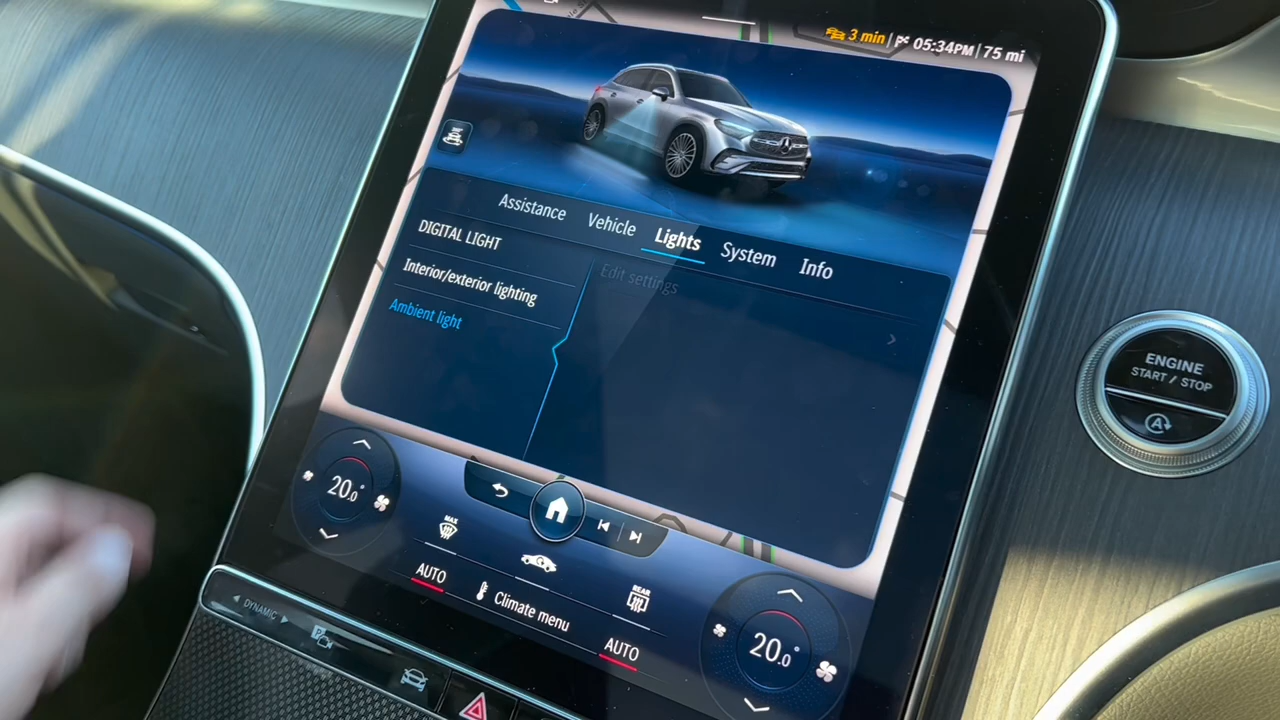 3 min | 05:34PM | 75 mi
Assistance Vehicle Lights System Info
DIGITAL LIGHT
Interior/exterior lighting
Ambient light
Edit settings
ENGINE
START / STOP
A
20.0°
MAX
REAR
AUTO
Climate menu
AUTO
20.0°
DYNAMIC